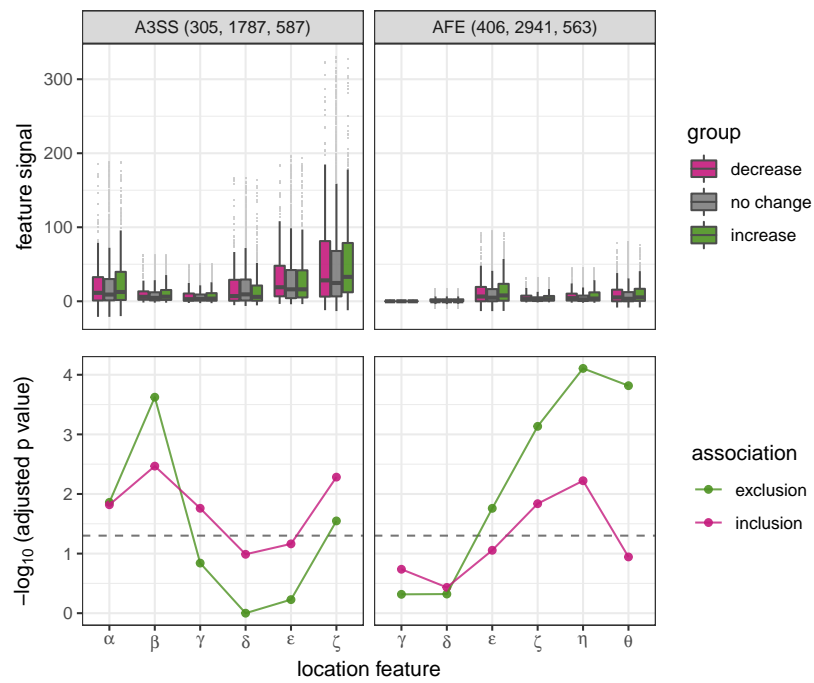 A3SS (305, 1787, 587)
AFE (406, 2941, 563)
feature signal
300
200
100
0
group
decrease
no change
increase
−log10 (adjusted p value)
4
3
2
1
0
association
exclusion
inclusion
α β γ δ ε ζ
γ δ ε ζ η θ
location feature